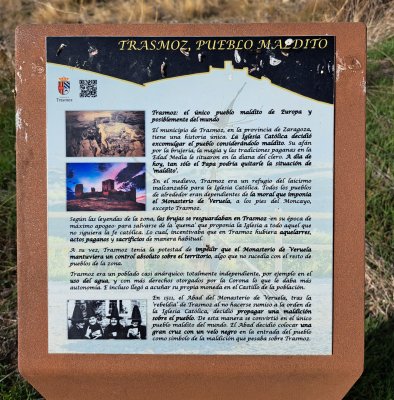 TRASMOZ, PUEBLO MALDITO
Trasmoz
Trasmoz: el único pueblo maldito de Europa y
posiblemente del mundo
El municipio de Trasmoz, en la provincia de Zaragoza,
tiene una historia única. La Iglesia Católica decidió
excomulgar el pueblo considerándolo maldito. Su afán
por la brujería, la magia y las tradiciones paganas en la
Edad Media le situaron en la diana del clero. A día de
hoy, tan sólo el Papa podría quitarle la situación de
'maldito'.
En el medievo, Trasmoz era un refugio del laicismo
inalcanzable para la Iglesia Católica. Todos los pueblos
de alrededor eran dependientes de la moral que imponía
el Monasterio de Veruela, a los pies del Moncayo,
excepto Trasmoz.
Según las leyendas de la zona, las brujas se resguardaban en Trasmoz -en su época de
máximo apogeo- para salvarse de la 'quema' que proponía la Iglesia a todo aquel que
no siguiera la fe católica. Lo cual, incentivaba que en Trasmoz hubiera aquelarres,
actos paganos y sacrificios de manera habitual.
A su vez, Trasmoz tenía la potestad de impedir que el Monasterio de Veruela
mantuviera un control absoluto sobre el territorio, algo que no sucedía con el resto de
pueblos de la zona.
Trasmoz era un poblado casi anárquico: totalmente independiente, por ejemplo en el
uso del agua, y con más derechos otorgados por la Corona lo que le daba más
autonomía. E incluso llegó a acuñar su propia moneda en el Castillo de la población.
En 1511, el Abad del Monasterio de Veruela, tras la
'rebeldía' de Trasmoz al no hacerse sumiso a la orden de
la Iglesia Católica, decidió propagar una maldición
sobre el pueblo. De esta manera se convirtió en el único
pueblo maldito del mundo. El Abad decidió colocar una
gran cruz con un velo negro en la entrada del pueblo
como símbolo de la maldición que pesaba sobre Trasmoz.